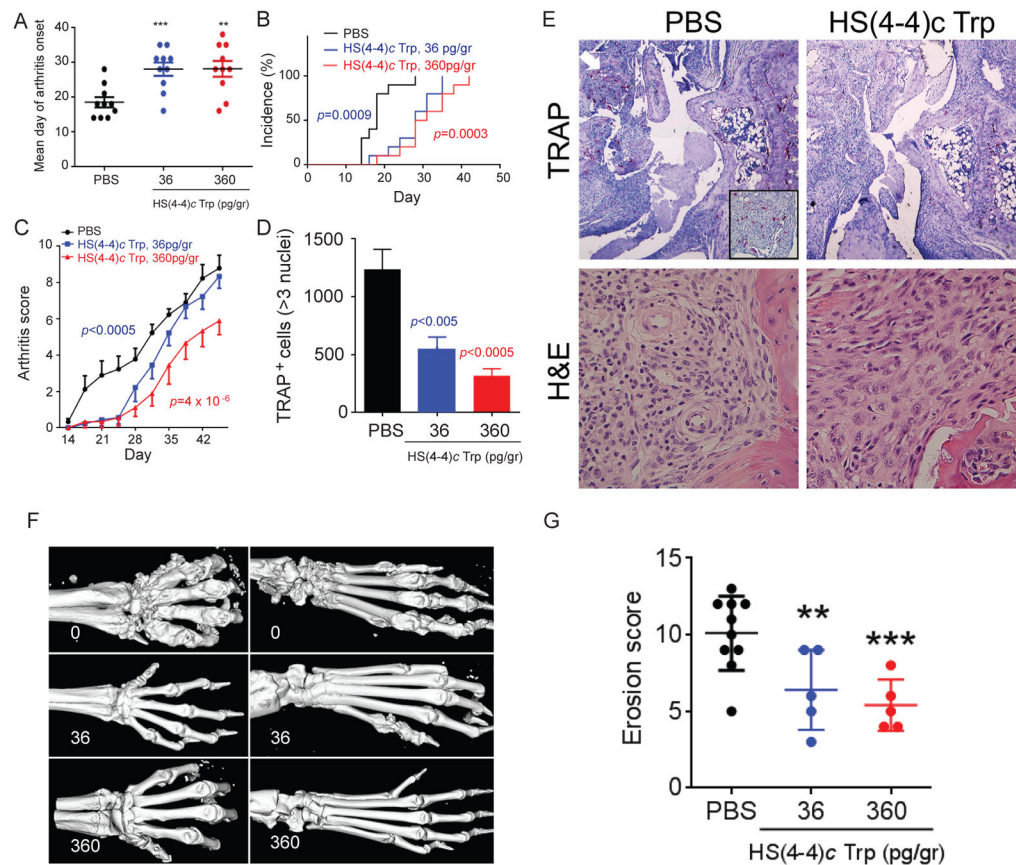 A
Mean day of arthritis onset
40
30
20
10
0
***
**
PBS
36
360
HS(4-4)c Trp (pg/gr)
B
PBS
HS(4-4)c Trp, 36 pg/gr
HS(4-4)c Trp, 360pg/gr
Incidence (%)
100
50
0
p=0.0009
p=0.0003
0 10 20 30 40 50
Day
C
PBS
HS(4-4)c Trp, 36pg/gr
HS(4-4)c Trp, 360pg/gr
Arthritis score
10
8
6
4
2
0
p<0.0005
p=4 x 10 -6
14 21 28 35 42
Day
D
TRAP+ cells (>3 nuclei)
1500
1000
500
0
p<0.005
p<0.0005
PBS
36
360
HS(4-4)c Trp (pg/gr)
E
PBS
HS(4-4)c Trp
TRAP
H&E
F
0
0
36
36
360
360
G
Erosion score
15
10
5
0
**
***
PBS
36
360
HS(4-4)c Trp (pg/gr)